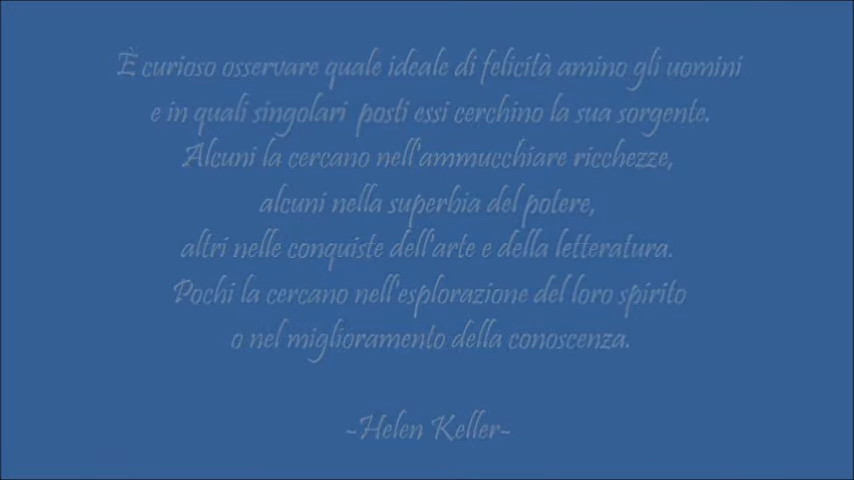 È curioso osservare quale ideale di felicità amino gli uomini
e in quali singolari posti essi cerchino la sua sorgente.
Alcuni la cercano nell'ammucchiare ricchezze,
alcuni nella superbia del potere,
altri nelle conquiste dell'arte e della letteratura.
Pochi la cercano nell'esplorazione del loro spirito
o nel miglioramento della conoscenza.
-Helen Keller-